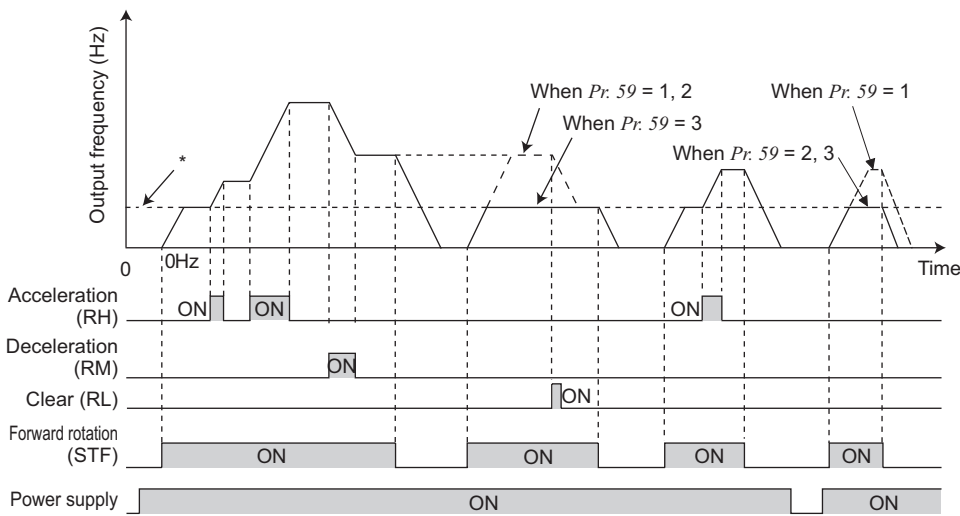 Output frequency (Hz)
When Pr. 59 = 1, 2
When Pr. 59 = 1
When Pr. 59 = 3
*
When Pr. 59 = 2, 3
0
0Hz
Time
Acceleration
(RH)
ON
ON
ON
Deceleration
(RM)
ON
Clear (RL)
ON
Forward rotation
(STF)
ON
ON
ON
ON
Power supply
ON
ON